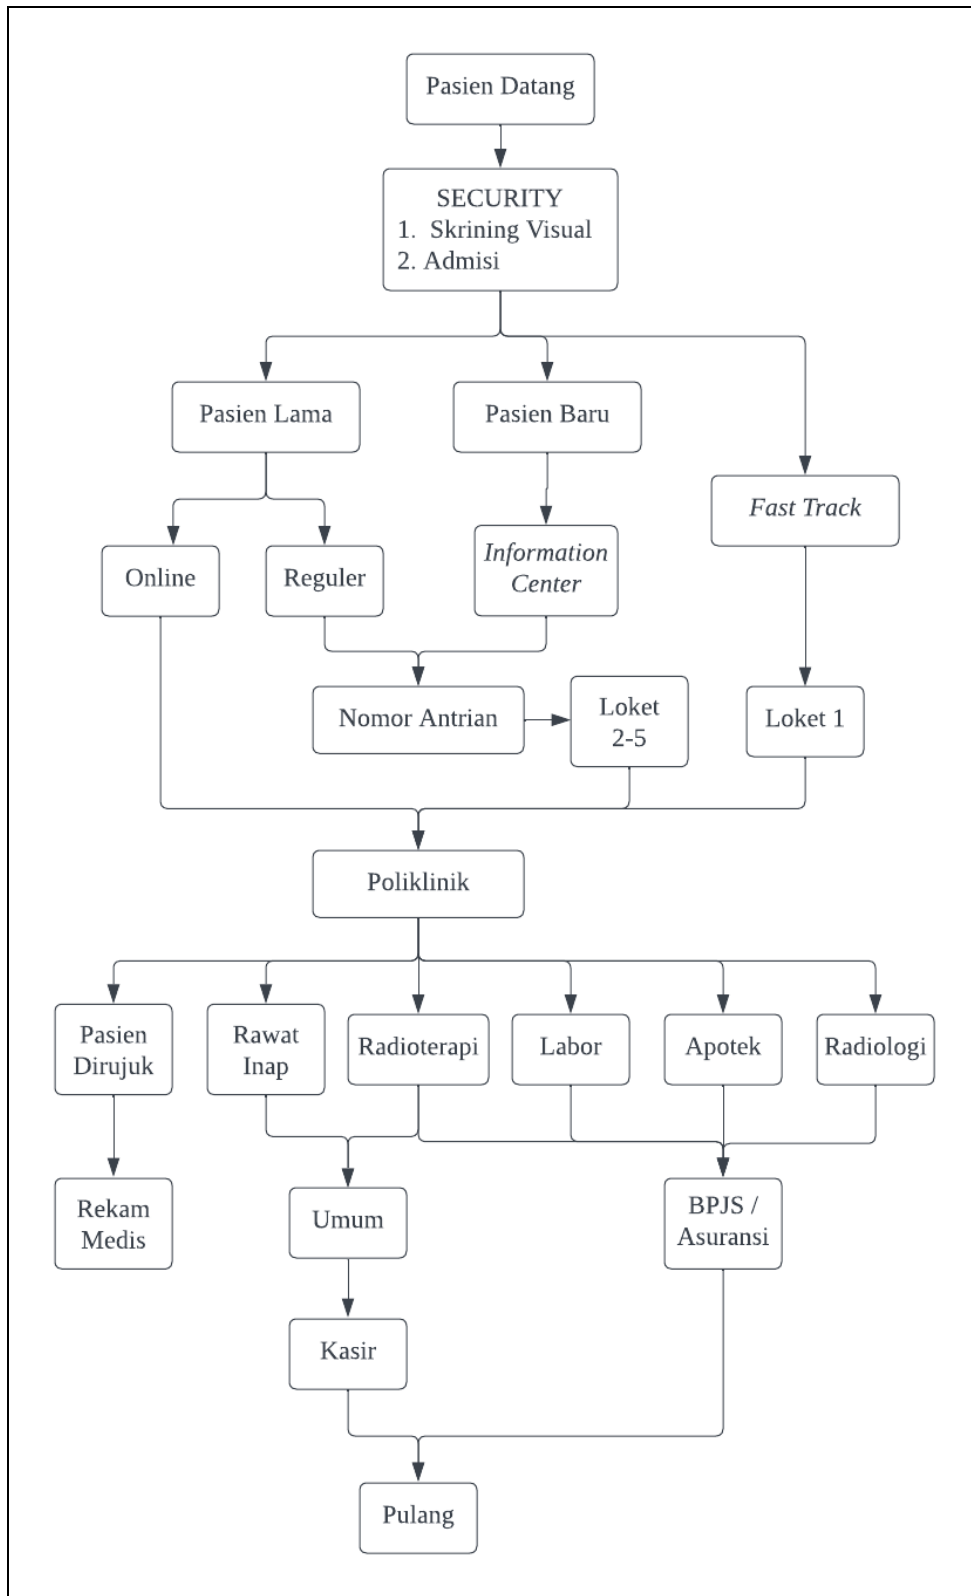 Pasien Datang
SECURITY
1. Skrining Visual
2. Admisi
Pasien Lama
Pasien Baru
Fast Track
Online
Reguler
Information
Center
Nomor Antrian
Loket
2-5
Loket 1
Poliklinik
Pasien
Dirujuk
Rawat
Inap
Radioterapi
Labor
Apotek
Radiologi
Rekam
Medis
Umum
BPJS /
Asuransi
Kasir
Pulang